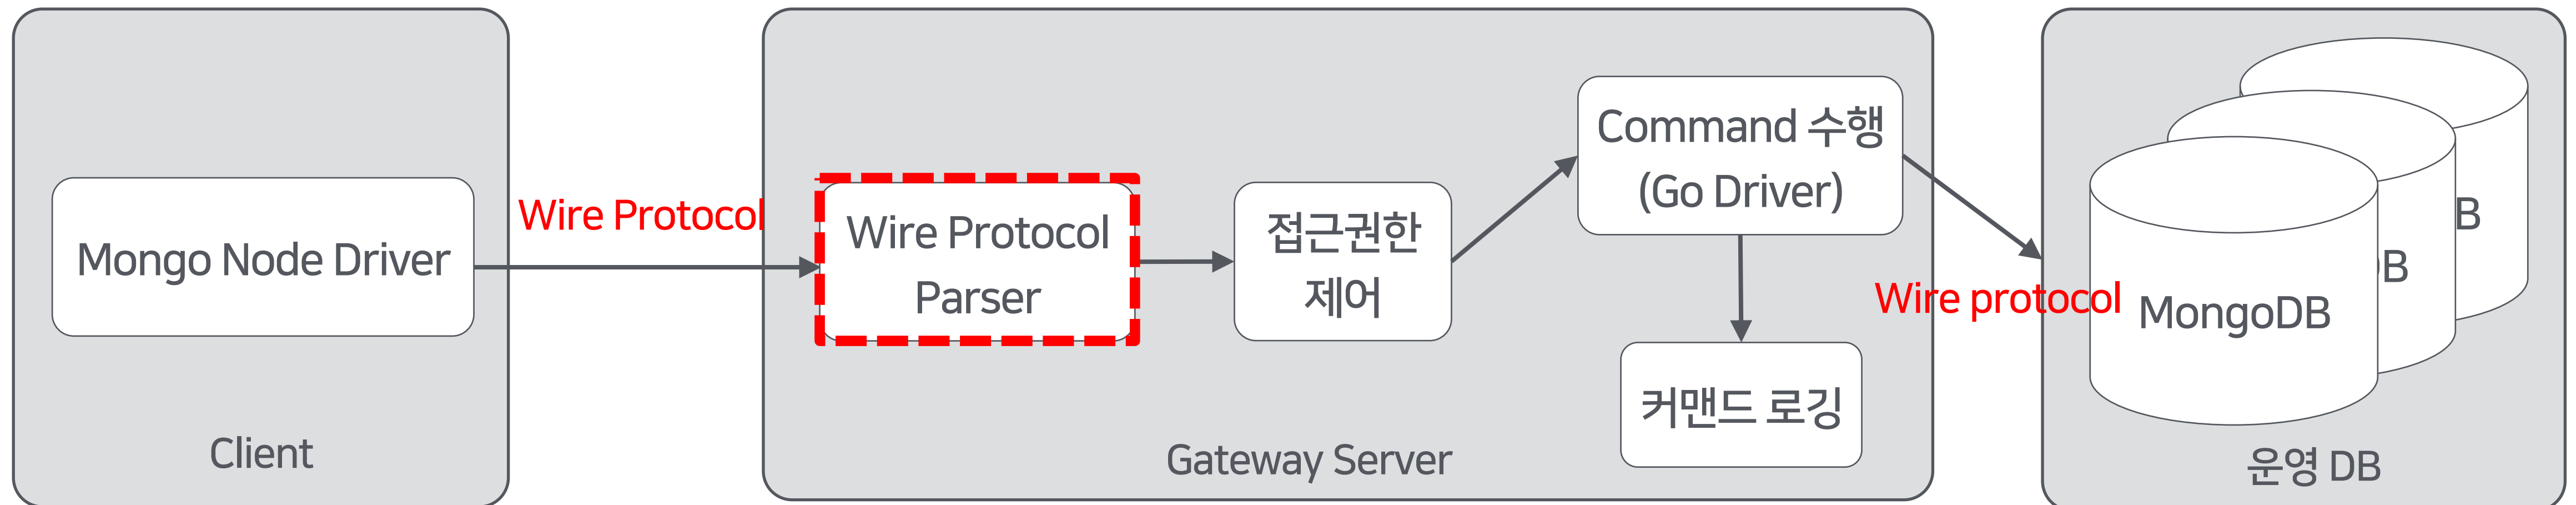 Mongo Node Driver
Client
Wire Protocol
Wire Protocol
Parser
접근권한
제어
Command 수행
(Go Driver)
커맨드 로깅
Gateway Server
Wire protocol
MongoDB
B
B
운영 DB